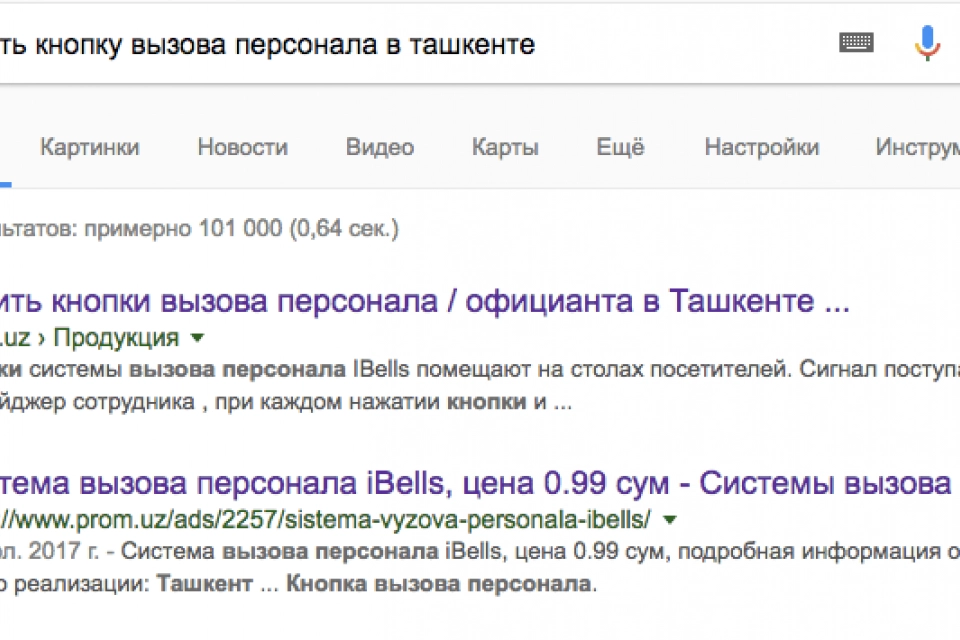 ть кнопку вызова персонала в ташкенте
Картинки Новости Видео Карты Ещё Настройки Инструм
льтатов: примерно 101 000 (0,64 сек.)
ить кнопки вызова персонала / официанта в Ташкенте ...
.uz › Продукция
ки системы вызова персонала IBells помещают на столах посетителей. Сигнал поступа
йджер сотрудника , при каждом нажатии кнопки и ...
тема вызова персонала iBells, цена 0.99 сум - Системы вызова
//www.prom.uz/ads/2257/sistema-vyzova-personala-ibells/
л. 2017 г. - Система вызова персонала iBells, цена 0.99 сум, подробная информация о
о реализации: Ташкент ... Кнопка вызова персонала.